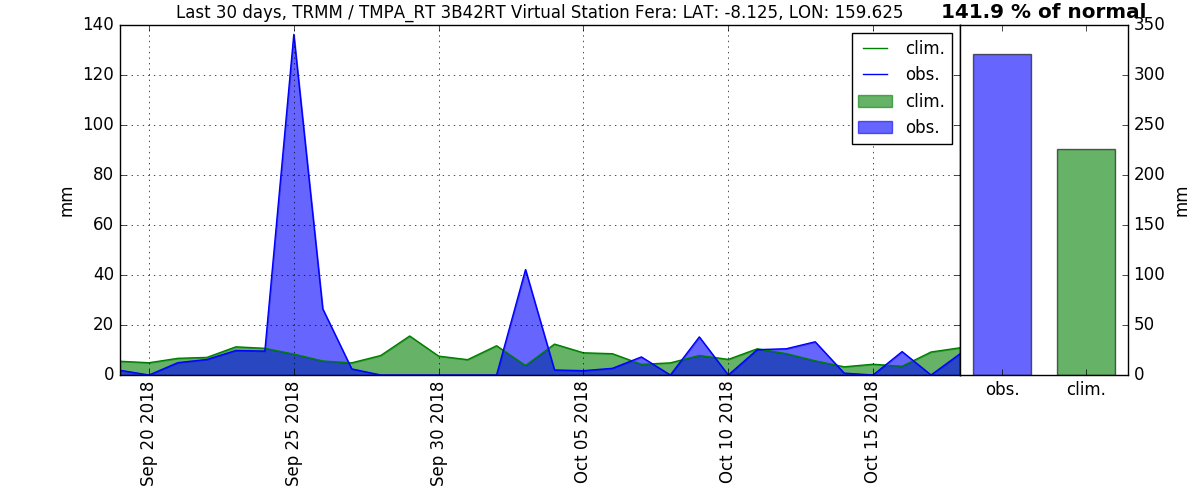 Last 30 days, TRMM / TMPA_RT 3B42RT Virtual Station Fera: LAT: -8.125, LON: 159.625
141.9 % of normal
140
120
100
80
60
40
20
0
mm
clim.
obs.
clim.
obs.
Sep 20 2018
Sep 25 2018
Sep 30 2018
Oct 05 2018
Oct 10 2018
Oct 15 2018
350
300
250
200
150
100
50
0
mm
obs.
clim.